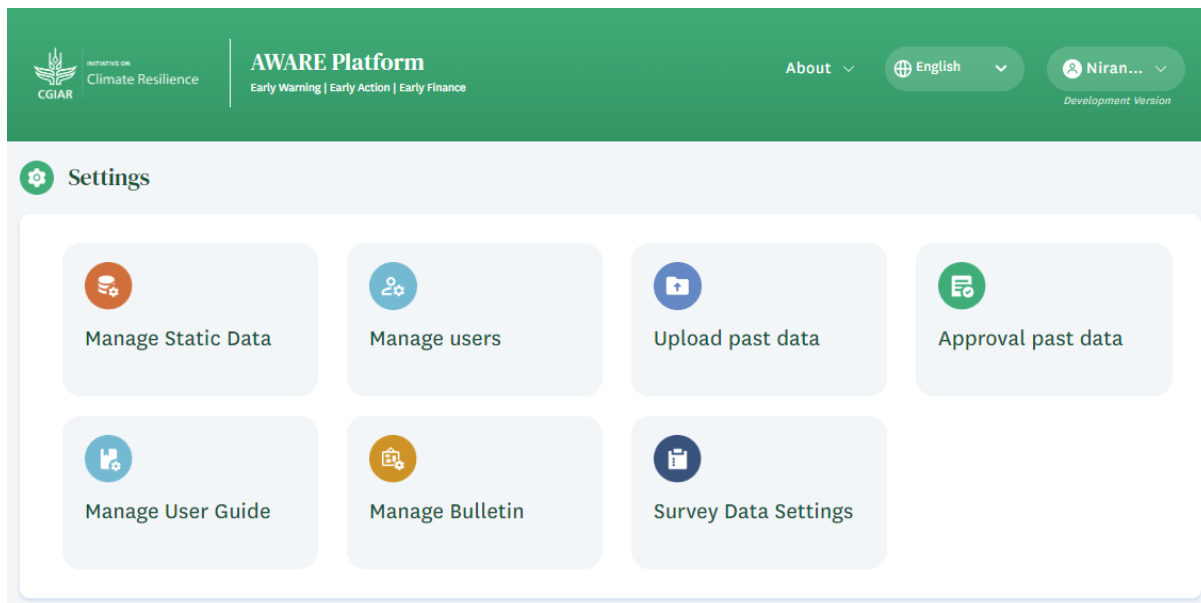 CGIAR
INITIATIVE ON
Climate Resilience
AWARE Platform
Early Warning | Early Action | Early Finance
About
English
Niran...
Development Version
Settings
Manage Static Data
Manage users
Upload past data
Approval past data
Manage User Guide
Manage Bulletin
Survey Data Settings